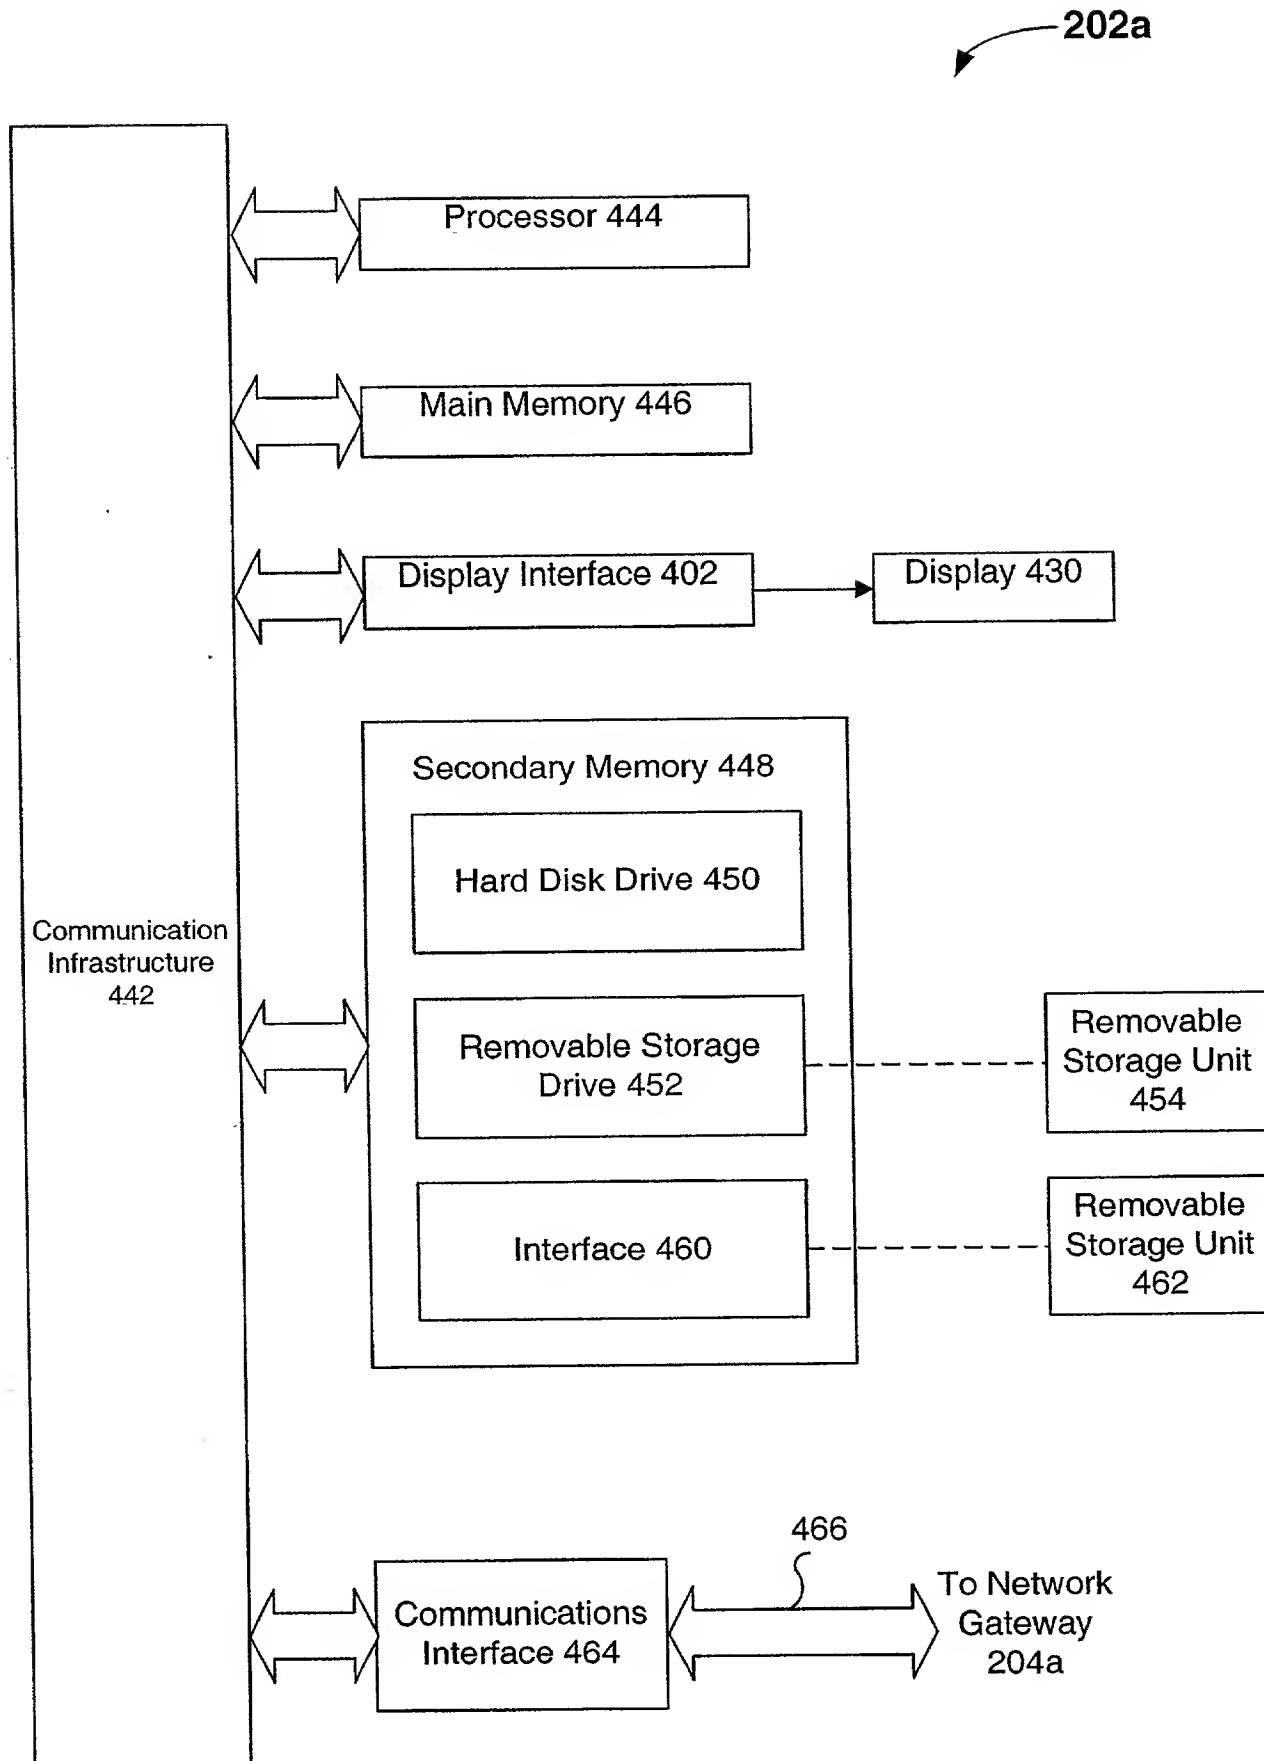 202a
Processor 444
Main Memory 446
Display Interface 402
Display 430
Secondary Memory 448
Hard Disk Drive 450
Communication
Infrastructure
442
Removable Storage
Drive 452
Removable
Storage Unit
454
Interface 460
Removable
Storage Unit
462
466
Communications
Interface 464
To Network
Gateway
204a